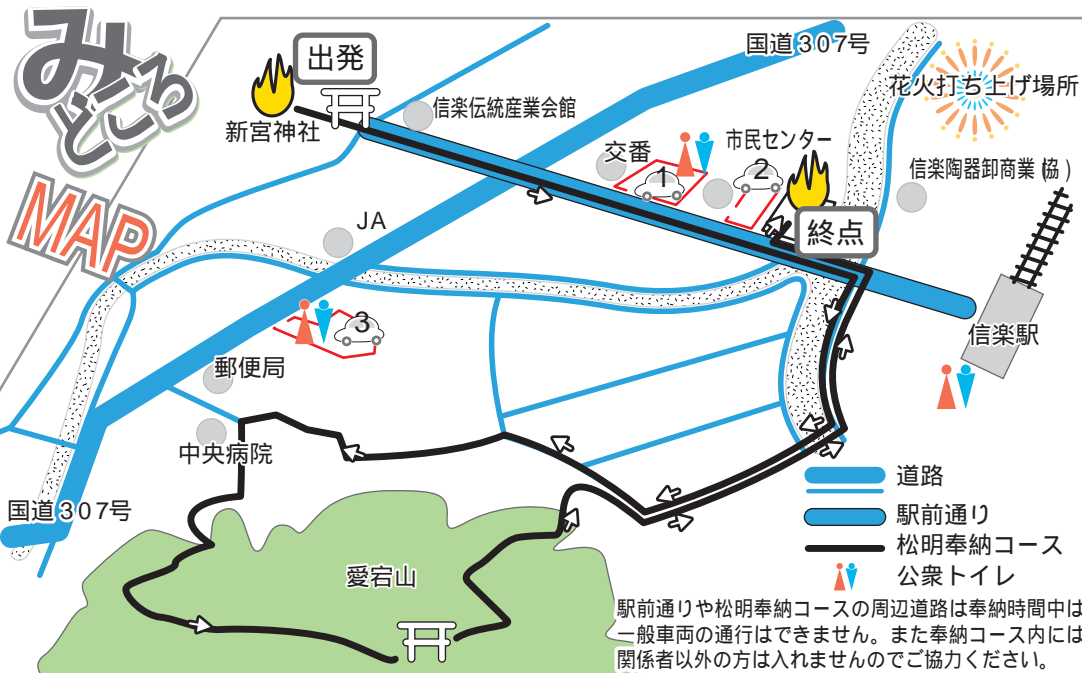 みどころ
MAP
出発
新宮神社
信楽伝統産業会館
国道307号
花火打ち上げ場所
交番
1
市民センター
2
信楽陶器卸商業(協)
終点
JA
3
信楽駅
郵便局
中央病院
国道307号
愛宕山
道路
駅前通り
松明奉納コース
公衆トイレ
駅前通りや松明奉納コースの周辺道路は奉納時間中は
一般車両の通行はできません。また奉納コース内には
関係者以外の方は入れませんのでご協力ください。